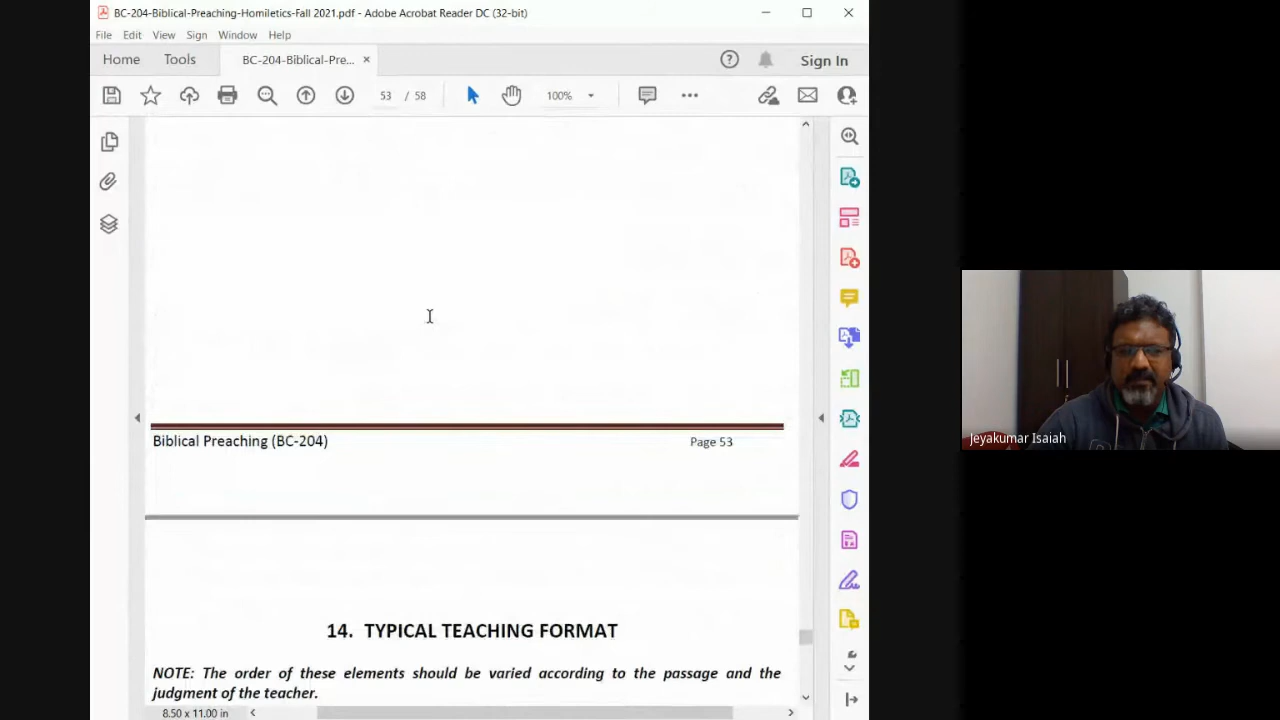 BC-204-Biblical-Preaching-Homiletics-Fall 2021.pdf - Adobe Acrobat Reader DC (32-bit)
File Edit View Sign Window Help
Home Tools BC-204-Biblical-Pre... × Sign In
53 / 58 100%
Biblical Preaching (BC-204) Page 53
14. TYPICAL TEACHING FORMAT
NOTE: The order of these elements should be varied according to the passage and the
judgment of the teacher.
8.50 x 11.00 in
Jeyakumar Isaiah